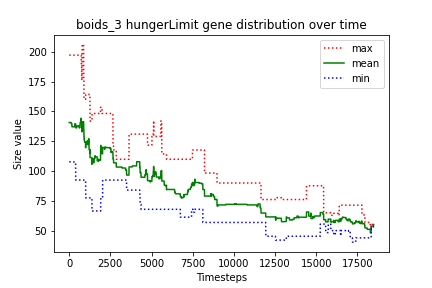 boids_3 hungerLimit gene distribution over time
max
mean
min
Size value
200
175
150
125
100
75
50
0
2500
5000
7500
10000
12500
15000
17500
Timesteps